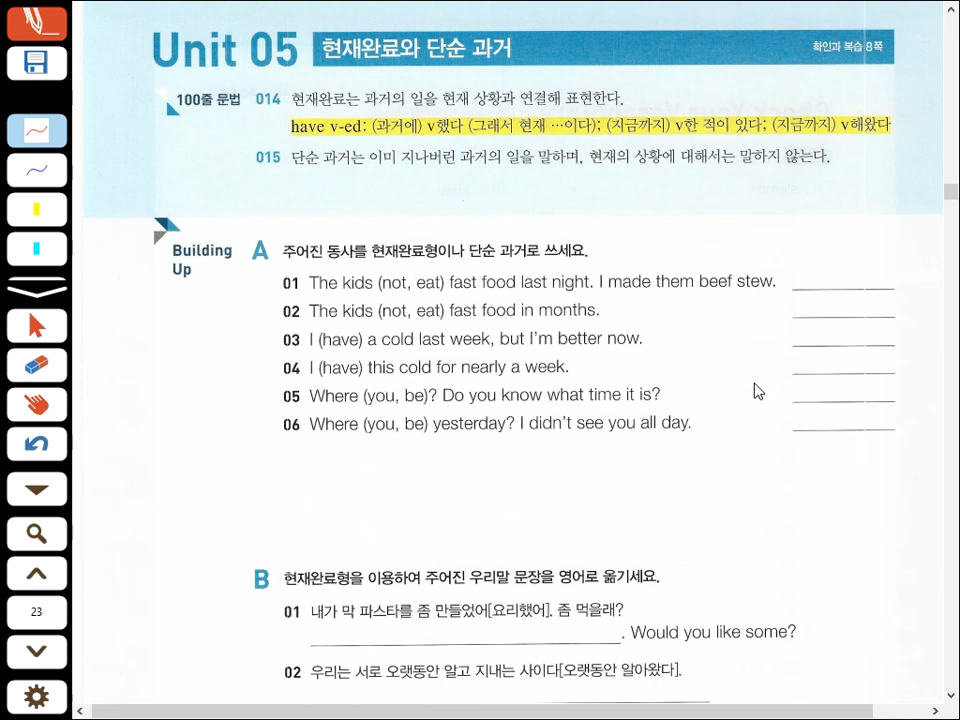 Unit 05 현재완료와 단순 과거 확인과 복습 8쪽
100줄 문법 014 현재완료는 과거의 일을 현재 상황과 연결해 표현한다.
have v-ed: (과거에) v했다 (그래서 현재 …이다); (지금까지) v한 적이 있다; (지금까지) v해왔다
015 단순 과거는 이미 지나버린 과거의 일을 말하며, 현재의 상황에 대해서는 말하지 않는다.
Building Up
A 주어진 동사를 현재완료형이나 단순 과거로 쓰세요.
01 The kids (not, eat) fast food last night. I made them beef stew.
02 The kids (not, eat) fast food in months.
03 I (have) a cold last week, but I'm better now.
04 I (have) this cold for nearly a week.
05 Where (you, be)? Do you know what time it is?
06 Where (you, be) yesterday? I didn't see you all day.
B 현재완료형을 이용하여 주어진 우리말 문장을 영어로 옮기세요.
01 내가 막 파스타를 좀 만들었어[요리했어]. 좀 먹을래?
. Would you like some?
02 우리는 서로 오랫동안 알고 지내는 사이다[오랫동안 알아왔다].
23